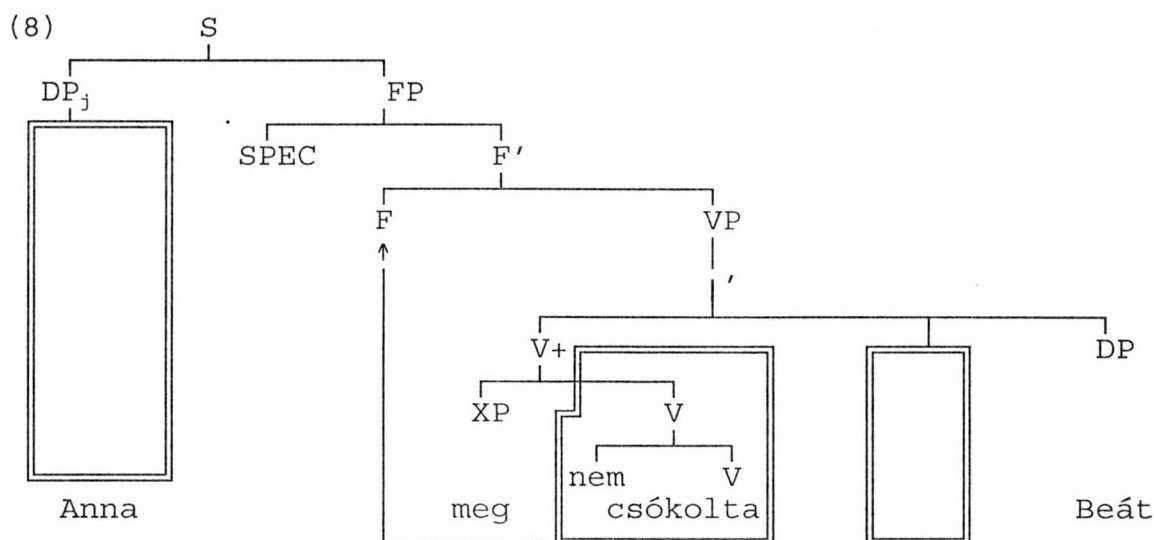 (8) S
DPj FP
SPEC F'
F VP
'
V+ DP
XP V
nem V
Anna meg csókolta Beát